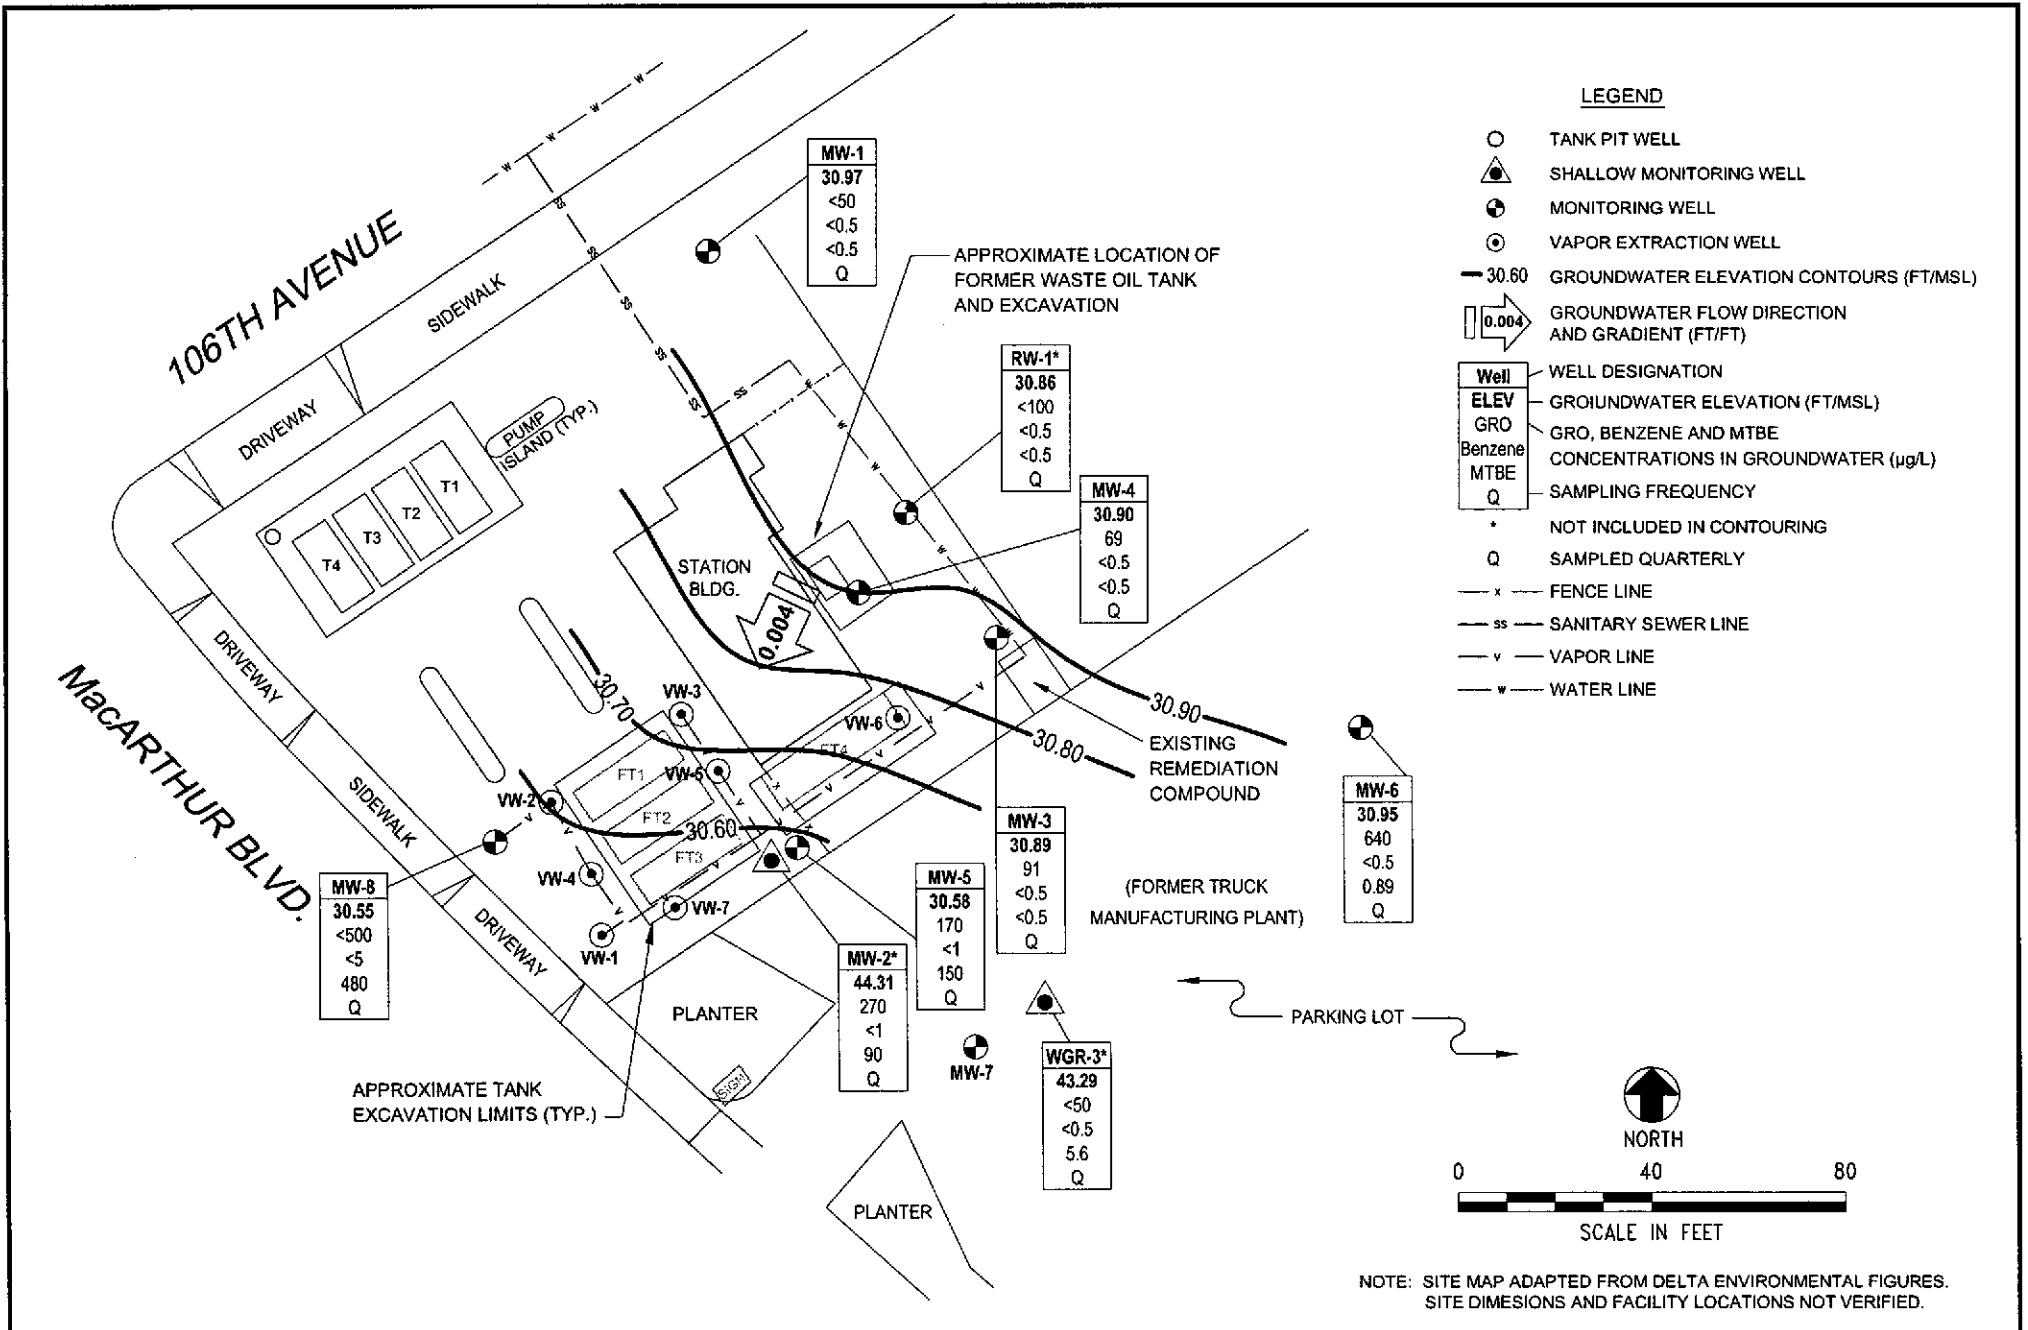 106TH AVENUE
SIDEWALK
DRIVEWAY
PUMP
ISLAND (TYP.)
T1
T2
T3
T4
MW-1
30.97
<50
<0.5
<0.5
Q
APPROXIMATE LOCATION OF
FORMER WASTE OIL TANK
AND EXCAVATION
RW-1*
30.86
<100
<0.5
<0.5
Q
MW-4
30.90
69
<0.5
<0.5
Q
STATION
BLDG.
0.004
DRIVEWAY
MacARTHUR BLVD.
SIDEWALK
DRIVEWAY
30.70
30.90
30.80
30.60
VW-3
VW-6
FT4
FT1
VW-5
VW-2
FT2
FT3
VW-4
VW-7
VW-1
EXISTING
REMEDIATION
COMPOUND
MW-8
30.55
<500
<5
480
Q
MW-3
30.89
91
<0.5
<0.5
Q
MW-5
30.58
170
<1
150
Q
MW-2*
44.31
270
<1
90
Q
MW-6
30.95
640
<0.5
0.89
Q
(FORMER TRUCK
MANUFACTURING PLANT)
PARKING LOT
MW-7
WGR-3*
43.29
<50
<0.5
5.6
Q
PLANTER
SIGN
PLANTER
APPROXIMATE TANK
EXCAVATION LIMITS (TYP.)
LEGEND
TANK PIT WELL
SHALLOW MONITORING WELL
MONITORING WELL
VAPOR EXTRACTION WELL
30.60 GROUNDWATER ELEVATION CONTOURS (FT/MSL)
0.004 GROUNDWATER FLOW DIRECTION
AND GRADIENT (FT/FT)
Well WELL DESIGNATION
ELEV GROIUNDWATER ELEVATION (FT/MSL)
GRO GRO, BENZENE AND MTBE
Benzene CONCENTRATIONS IN GROUNDWATER (µg/L)
MTBE
Q SAMPLING FREQUENCY
* NOT INCLUDED IN CONTOURING
Q SAMPLED QUARTERLY
x FENCE LINE
ss SANITARY SEWER LINE
v VAPOR LINE
w WATER LINE
NORTH
0 40 80
SCALE IN FEET
NOTE: SITE MAP ADAPTED FROM DELTA ENVIRONMENTAL FIGURES.
SITE DIMESIONS AND FACILITY LOCATIONS NOT VERIFIED.